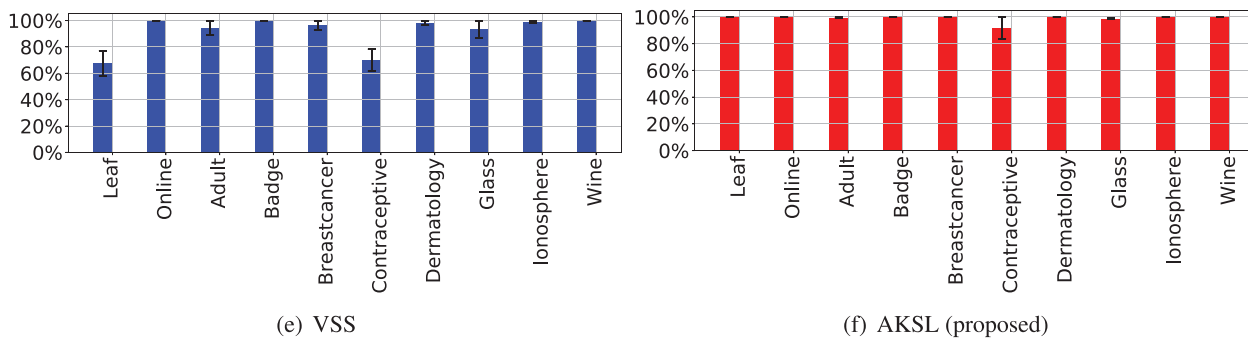 100%
80%
60%
40%
20%
0%
Leaf
Online
Adult
Badge
Breastcancer
Contraceptive
Dermatology
Glass
Ionosphere
Wine
(e) VSS
100%
80%
60%
40%
20%
0%
Leaf
Online
Adult
Badge
Breastcancer
Contraceptive
Dermatology
Glass
Ionosphere
Wine
(f) AKSL (proposed)